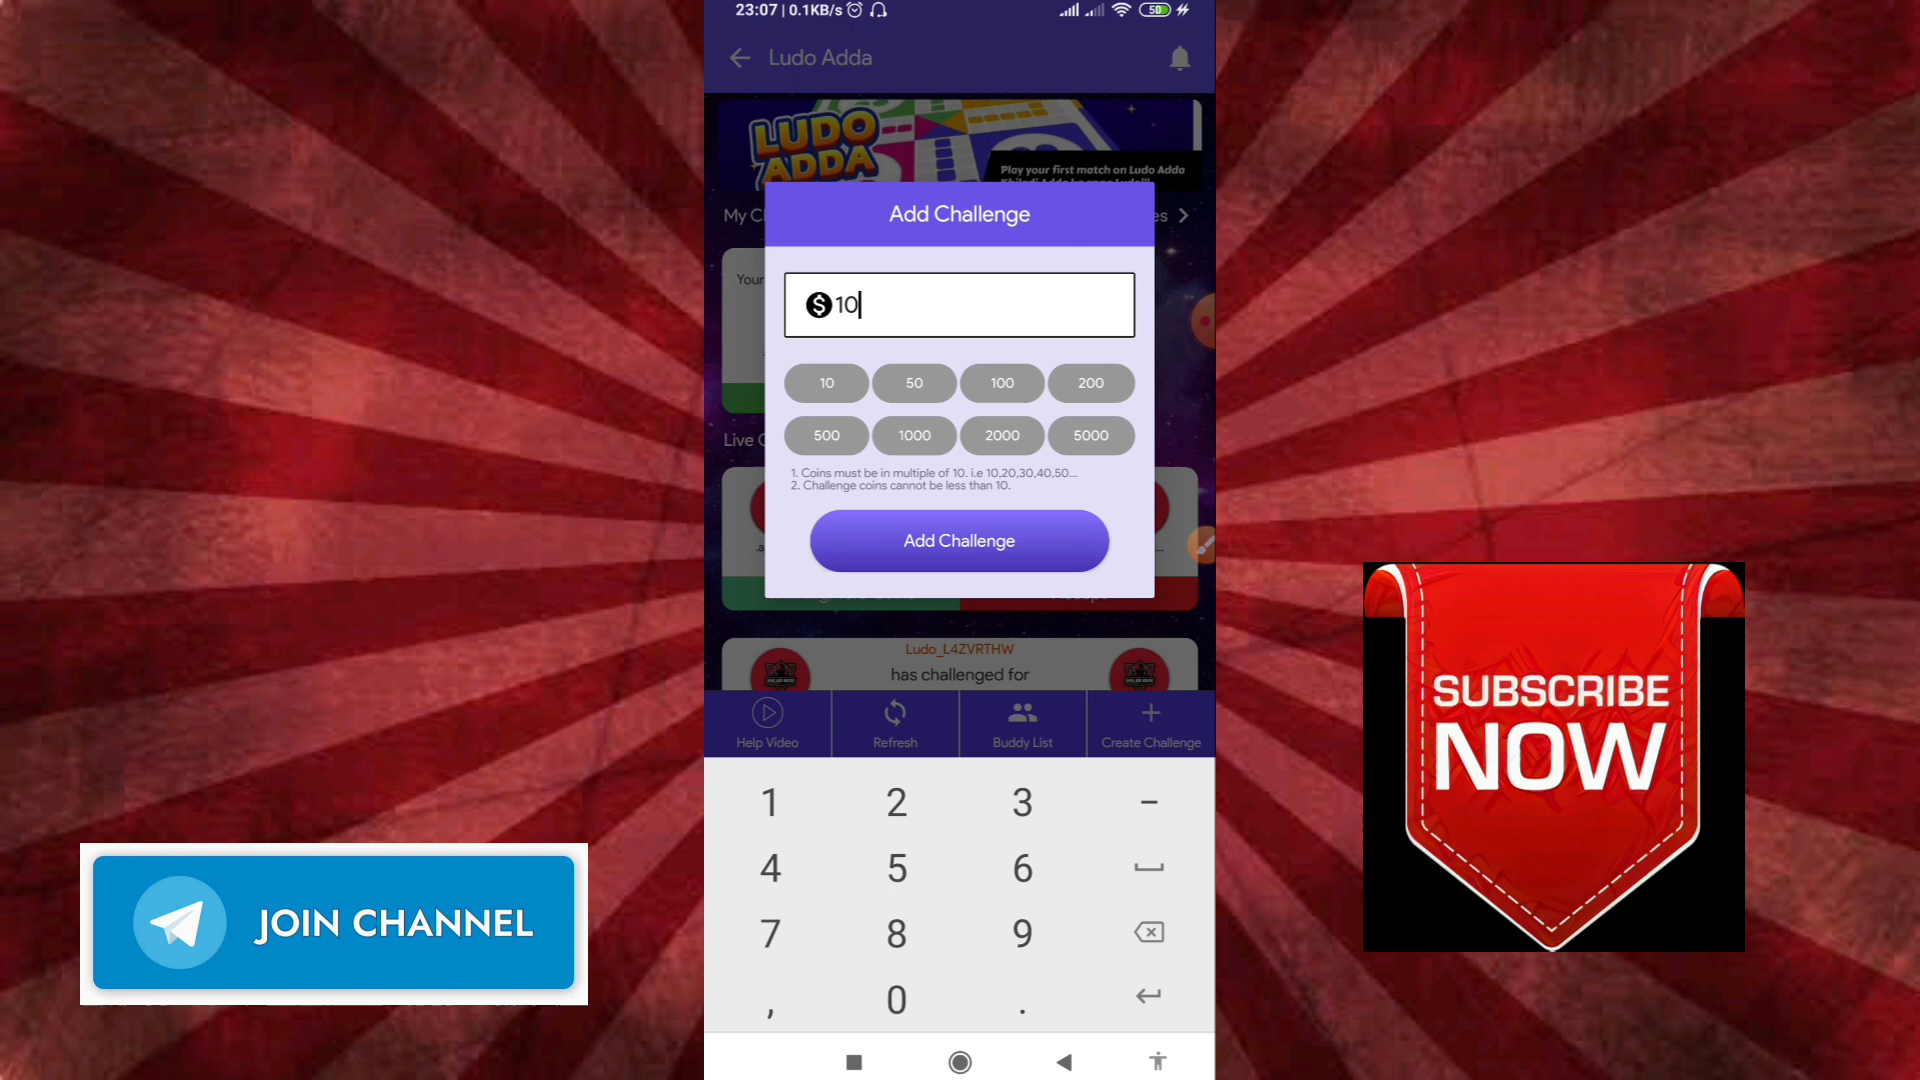 23:07 | 0.1KB/s
50
Ludo Adda
LUDO
ADDA
Play your first match on Ludo Adda
My C
es
Add Challenge
Your
10
10 50 100 200
500 1000 2000 5000
Live
1. Coins must be in multiple of 10. i.e 10,20,30,40,50...
2. Challenge coins cannot be less than 10.
Add Challenge
Ludo_L4ZVRTHW
has challenged for
Help Video
Refresh
Buddy List
Create Challenge
1 2 3 -
4 5 6
7 8 9
, 0 .
JOIN CHANNEL
SUBSCRIBE
NOW